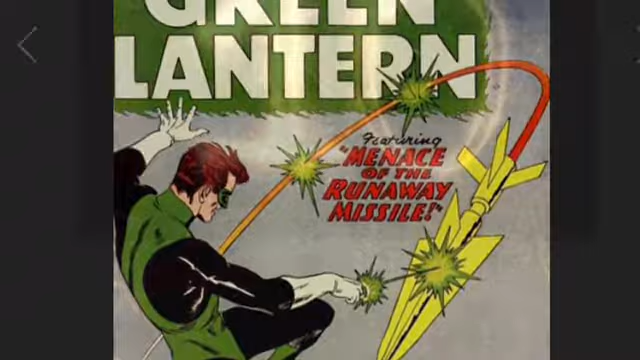 GREEN
LANTERN
Featuring
"MENACE
OF THE
RUNAWAY
MISSILE!"